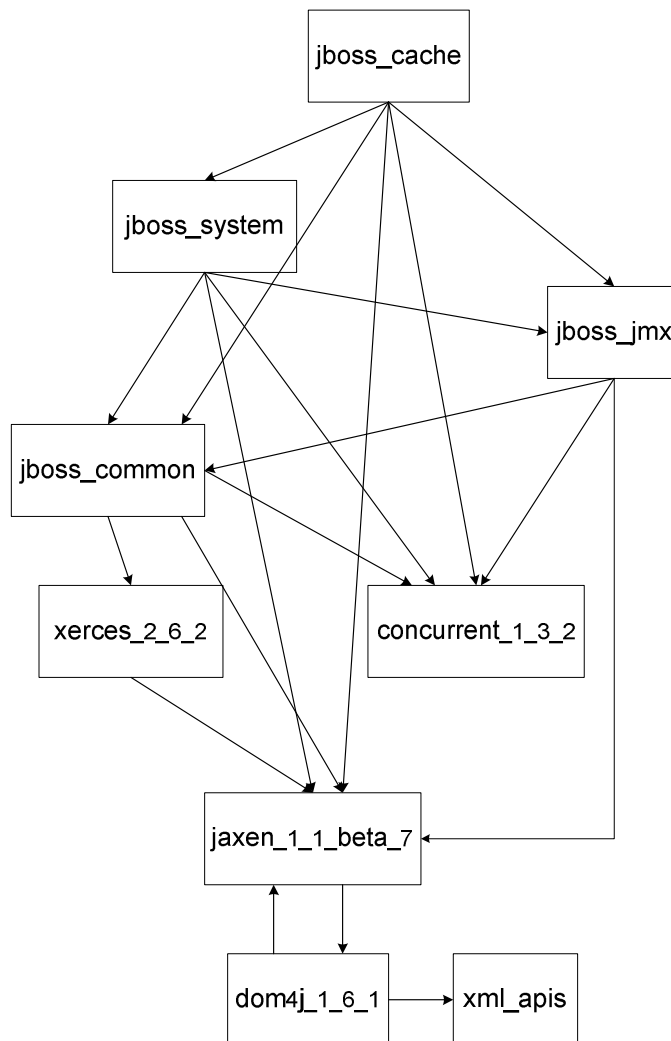 jboss_cache
jboss_system
jboss_jmx
jboss_common
xerces_2_6_2
concurrent_1_3_2
jaxen_1_1_beta_7
dom4j_1_6_1
xml_apis